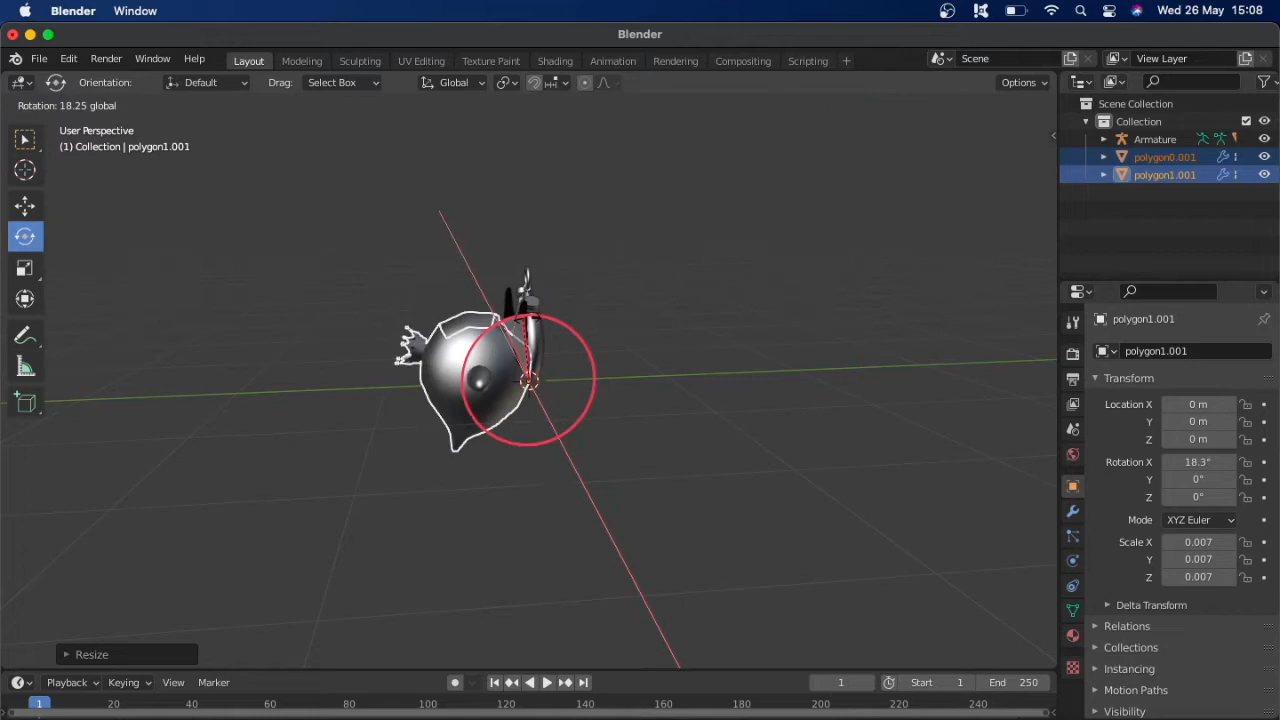 Blender Window Wed 26 May 15:08
Blender
File Edit Render Window Help Layout Modeling Sculpting UV Editing Texture Paint Shading Animation Rendering Compositing Scripting + Scene View Layer
Orientation: Default Drag: Select Box Global Options
Rotation: 18.25 global
User Perspective
(1) Collection | polygon1.001
Scene Collection
Collection
Armature
polygon0.001
polygon1.001
polygon1.001
polygon1.001
Transform
Location X 0 m
Y 0 m
Z 0 m
Rotation X 18.3°
Y 0°
Z 0°
Mode XYZ Euler
Scale X 0.007
Y 0.007
Z 0.007
Delta Transform
Relations
Collections
Instancing
Motion Paths
Visibility
Resize
Playback Keying View Marker 1 Start 1 End 250
1 20 40 60 80 100 120 140 160 180 200 220 240